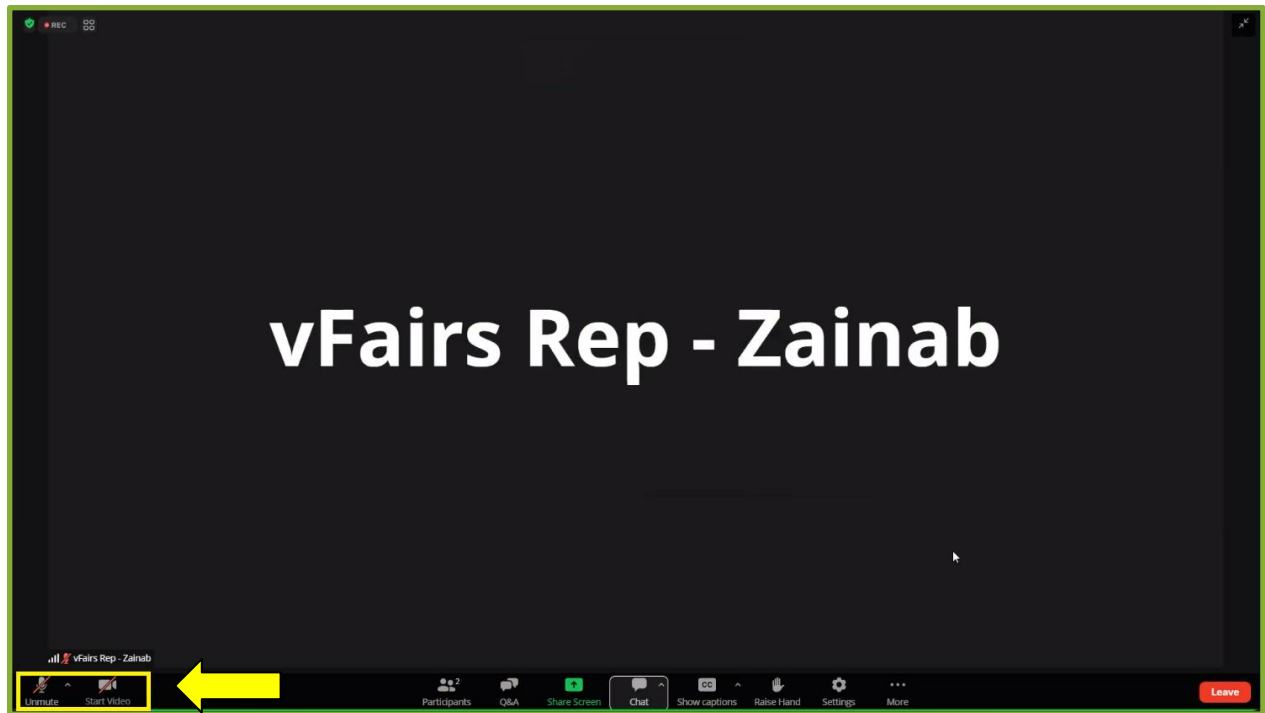 REC
vFairs Rep - Zainab
vFairs Rep - Zainab
Unmute
Start Video
Participants 2
Q&A
Share Screen
Chat
CC
Show captions
Raise Hand
Settings
More
Leave